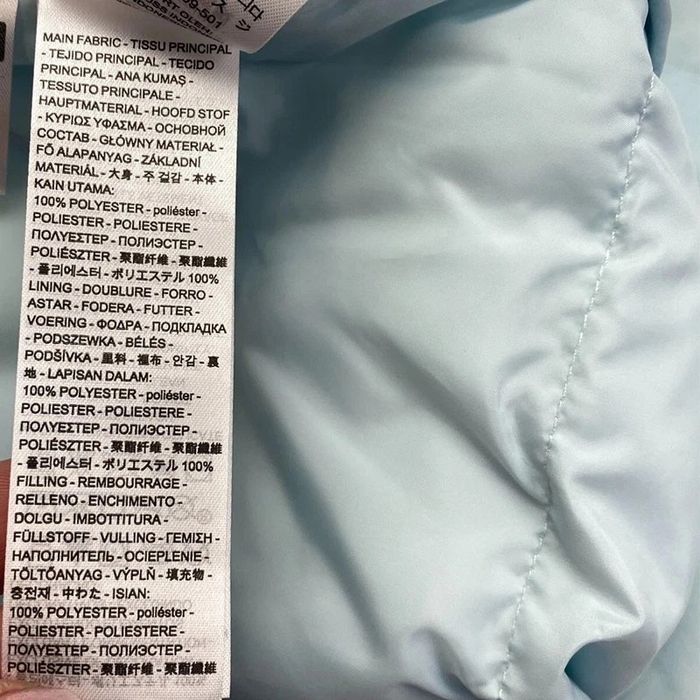 09-501
MAIN FABRIC - TISSU PRINCIPAL
- TEJIDO PRINCIPAL - TECIDO
PRINCIPAL - ANA KUMAŞ -
TESSUTO PRINCIPALE -
HAUPTMATERIAL - HOOFD STOF
- ΚΥΡΙΩΣ ΥΦΑΣΜΑ - ОСНОВНОЙ
СОСТАВ - GŁÓWNY MATERIAŁ -
FŐ ALAPANYAG - ZÁKLADNÍ
MATERIÁL - 大身 - 주 겉감 - 本体 -
KAIN UTAMA:
100% POLYESTER - poliéster -
POLIESTER - POLIESTERE -
ΠΟΛΥΕΣΤΕΡ - ПОЛИЭСТЕР -
POLIÉSZTER - 聚酯纤维 - 聚酯纖維
- 폴리에스터 - ポリエステル 100%
LINING - DOUBLURE - FORRO -
ASTAR - FODERA - FUTTER -
VOERING - ΦΟΔΡΑ - ПОДКЛАДКА
- PODSZEWKA - BÉLÉS -
PODŠÍVKA - 里料 - 裡布 - 안감 - 裏
地 - LAPISAN DALAM:
100% POLYESTER - poliéster -
POLIESTER - POLIESTERE -
ΠΟΛΥΕΣΤΕΡ - ПОЛИЭСТЕР -
POLIÉSZTER - 聚酯纤维 - 聚酯纖維
- 폴리에스터 - ポリエステル 100%
FILLING - REMBOURRAGE -
RELLENO - ENCHIMENTO -
DOLGU - IMBOTTITURA -
FÜLLSTOFF - VULLING - ΓΕΜΙΣΗ -
НАПОЛНИТЕЛЬ - OCIEPLENIE -
TÖLTŐANYAG - VÝPLŇ - 填充物 -
충전재 - 中わた - ISIAN:
100% POLYESTER - poliéster -
POLIESTER - POLIESTERE -
ΠΟΛΥΕΣΤΕΡ - ПОЛИЭСТЕР -
POLIÉSZTER - 聚酯纤维 - 聚酯纖維